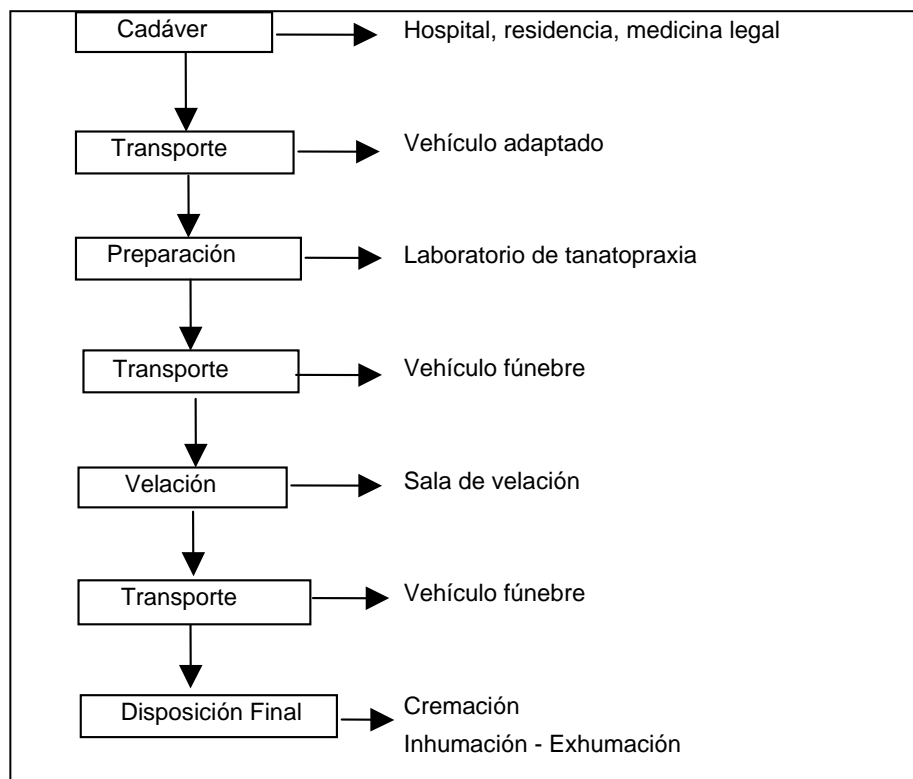 Cadáver
Hospital, residencia, medicina legal
Transporte
Vehículo adaptado
Preparación
Laboratorio de tanatopraxia
Transporte
Vehículo fúnebre
Velación
Sala de velación
Transporte
Vehículo fúnebre
Disposición Final
Cremación
Inhumación - Exhumación